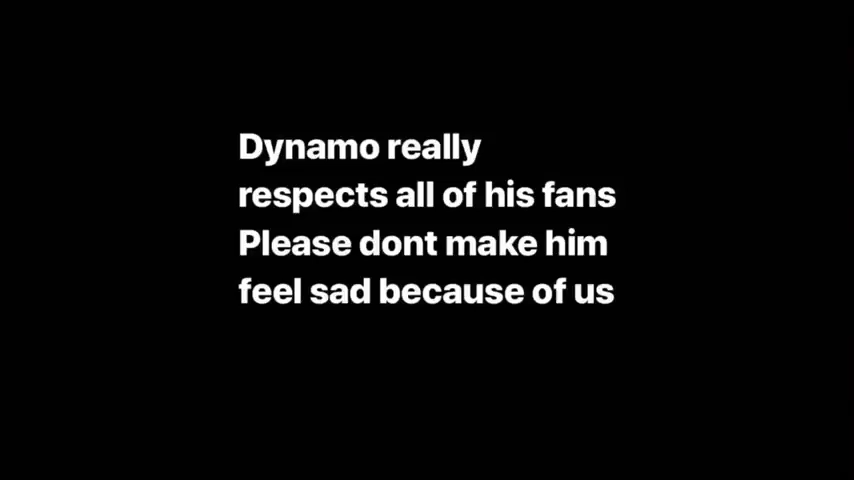 Dynamo really
respects all of his fans
Please dont make him
feel sad because of us